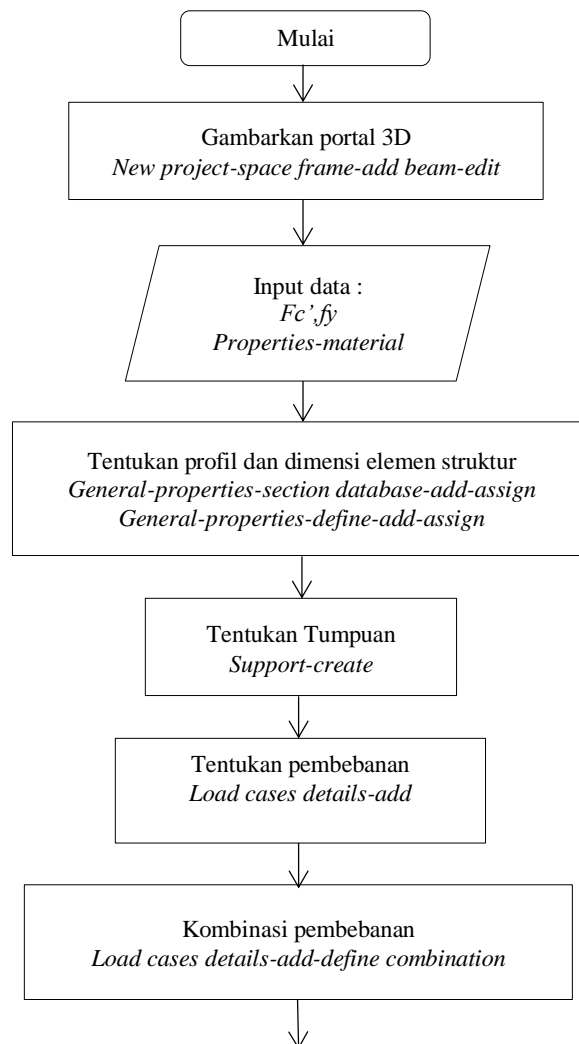 Mulai
Gambarkan portal 3D
New project-space frame-add beam-edit
Input data :
Fc’,fy
Properties-material
Tentukan profil dan dimensi elemen struktur
General-properties-section database-add-assign
General-properties-define-add-assign
Tentukan Tumpuan
Support-create
Tentukan pembebanan
Load cases details-add
Kombinasi pembebanan
Load cases details-add-define combination